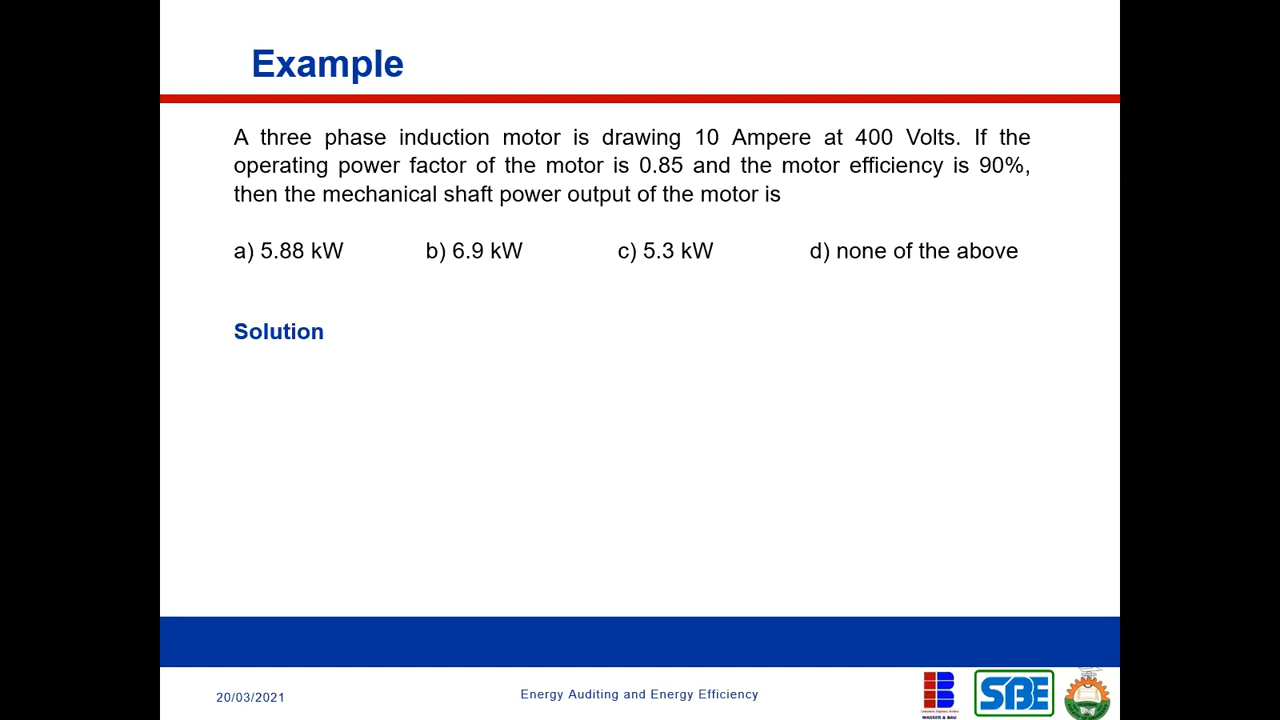 Example
A three phase induction motor is drawing 10 Ampere at 400 Volts. If the
operating power factor of the motor is 0.85 and the motor efficiency is 90%,
then the mechanical shaft power output of the motor is
a) 5.88 kW b) 6.9 kW c) 5.3 kW d) none of the above
Solution
20/03/2021
Energy Auditing and Energy Efficiency
WASSER & BAU
SBE